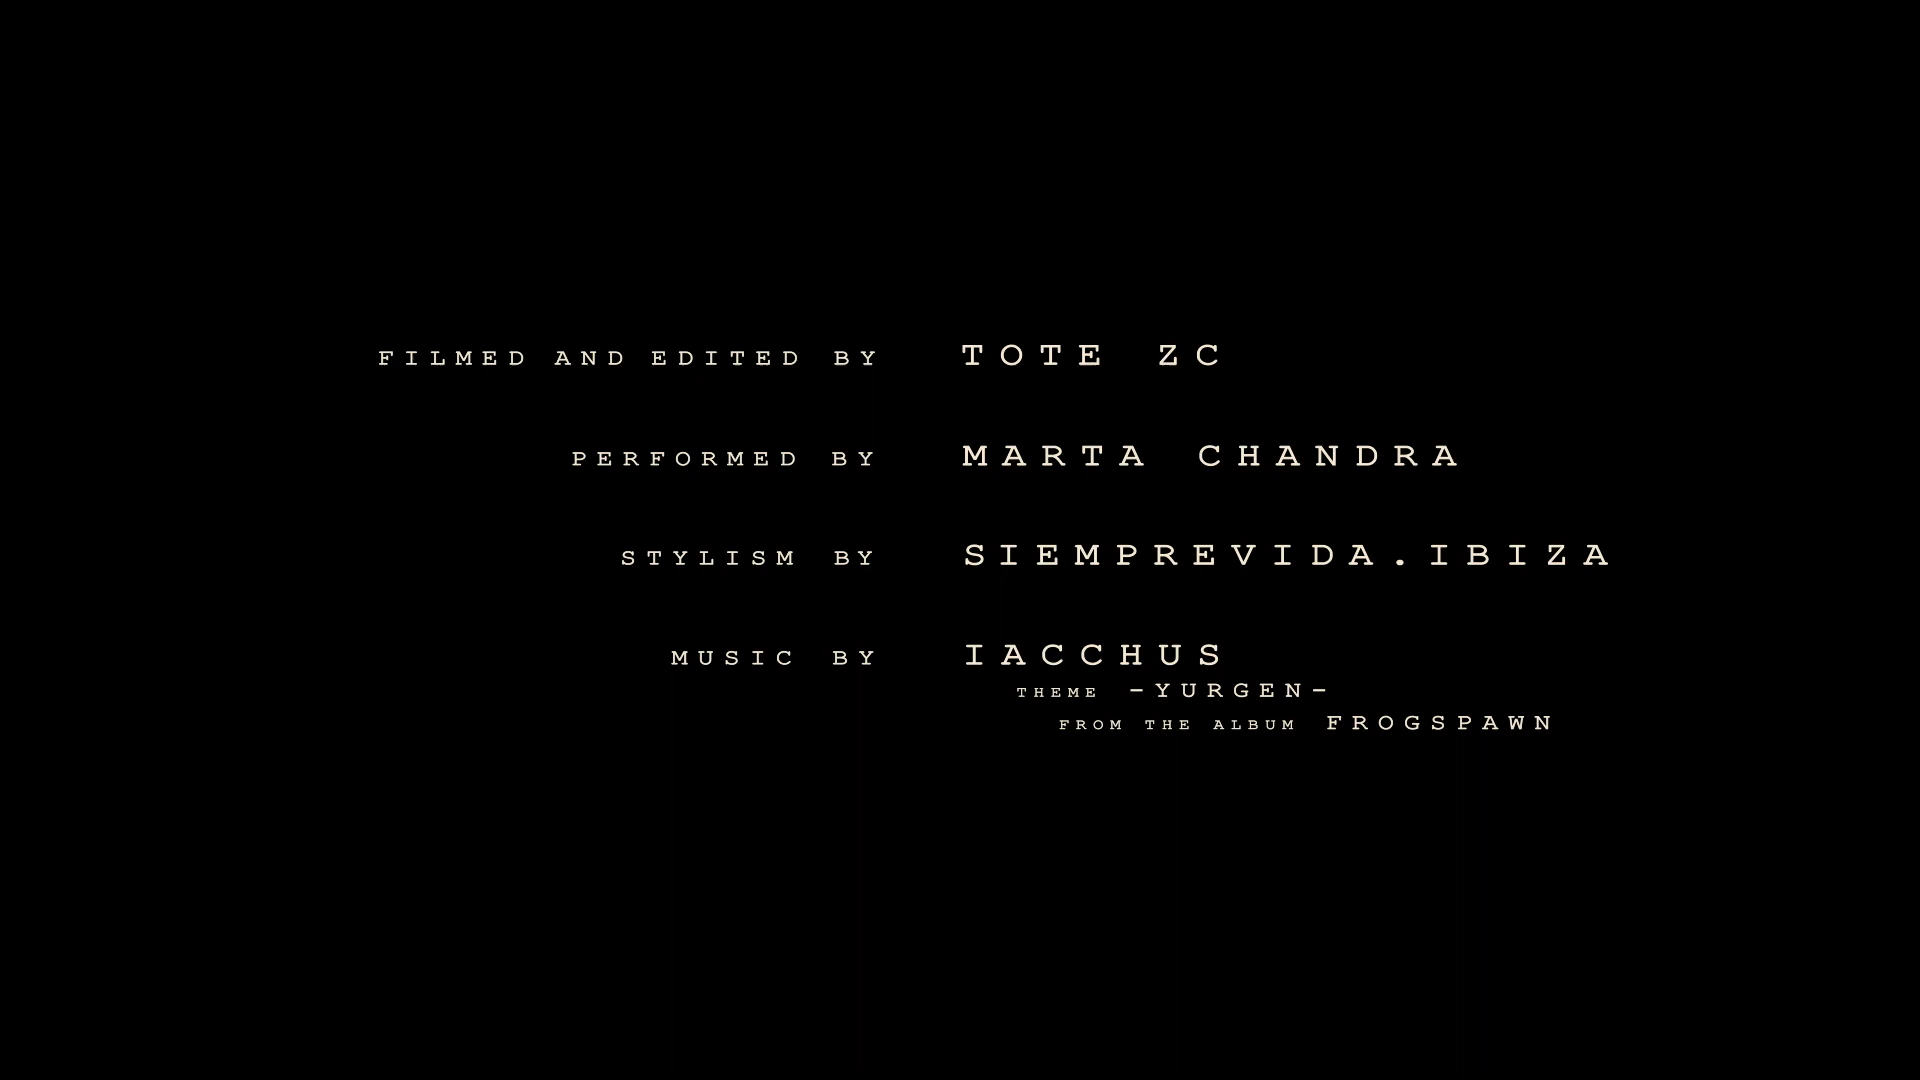 FILMED AND EDITED BY TOTE ZC
PERFORMED BY MARTA CHANDRA
STYLISM BY SIEMPREVIDA.IBIZA
MUSIC BY IACCHUS
THEME -YURGEN-
FROM THE ALBUM FROGSPAWN